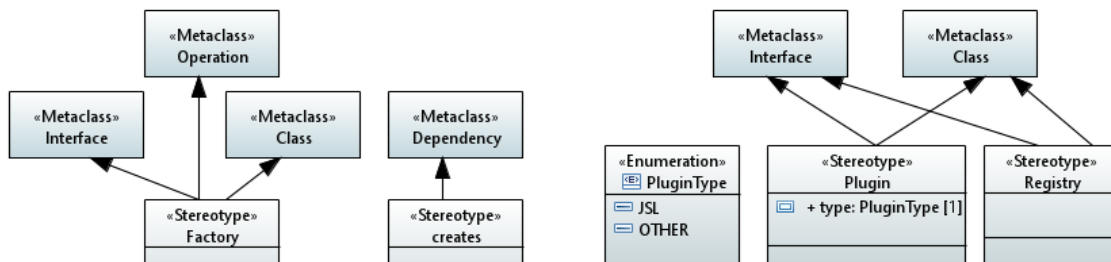 «Metaclass»
Operation
«Metaclass»
Interface
«Metaclass»
Class
«Metaclass»
Dependency
«Stereotype»
Factory
«Stereotype»
creates
«Metaclass»
Interface
«Metaclass»
Class
«Enumeration»
<E> PluginType
JSL
OTHER
«Stereotype»
Plugin
+ type: PluginType [1]
«Stereotype»
Registry